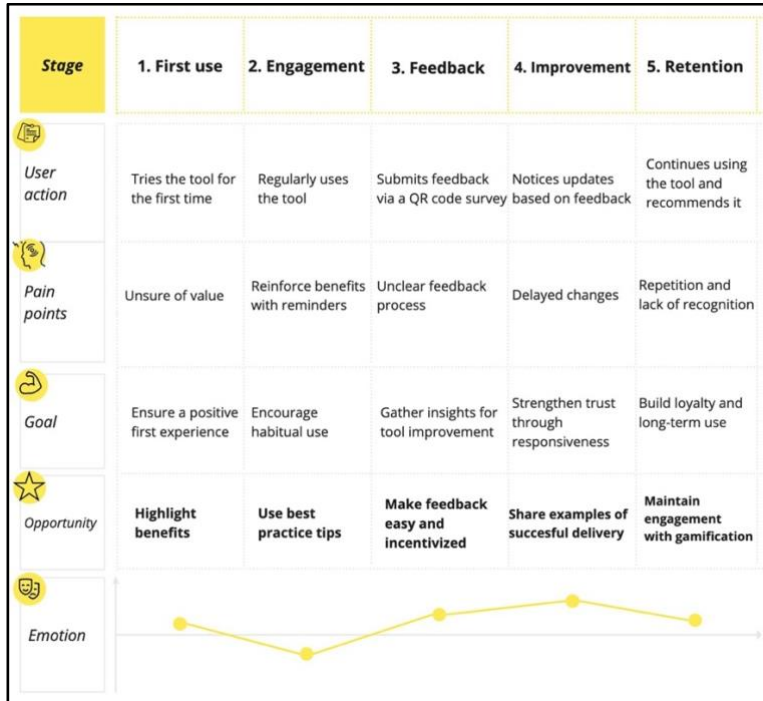 Stage
1. First use
2. Engagement
3. Feedback
4. Improvement
5. Retention
User
action
Tries the tool for
the first time
Regularly uses
the tool
Submits feedback
via a QR code survey
Notices updates
based on feedback
Continues using
the tool and
recommends it
Pain
points
Unsure of value
Reinforce benefits
with reminders
Unclear feedback
process
Delayed changes
Repetition and
lack of recognition
Goal
Ensure a positive
first experience
Encourage
habitual use
Gather insights for
tool improvement
Strengthen trust
through
responsiveness
Build loyalty and
long-term use
Opportunity
Highlight
benefits
Use best
practice tips
Make feedback
easy and
incentivized
Share examples of
succesful delivery
Maintain
engagement
with gamification
Emotion